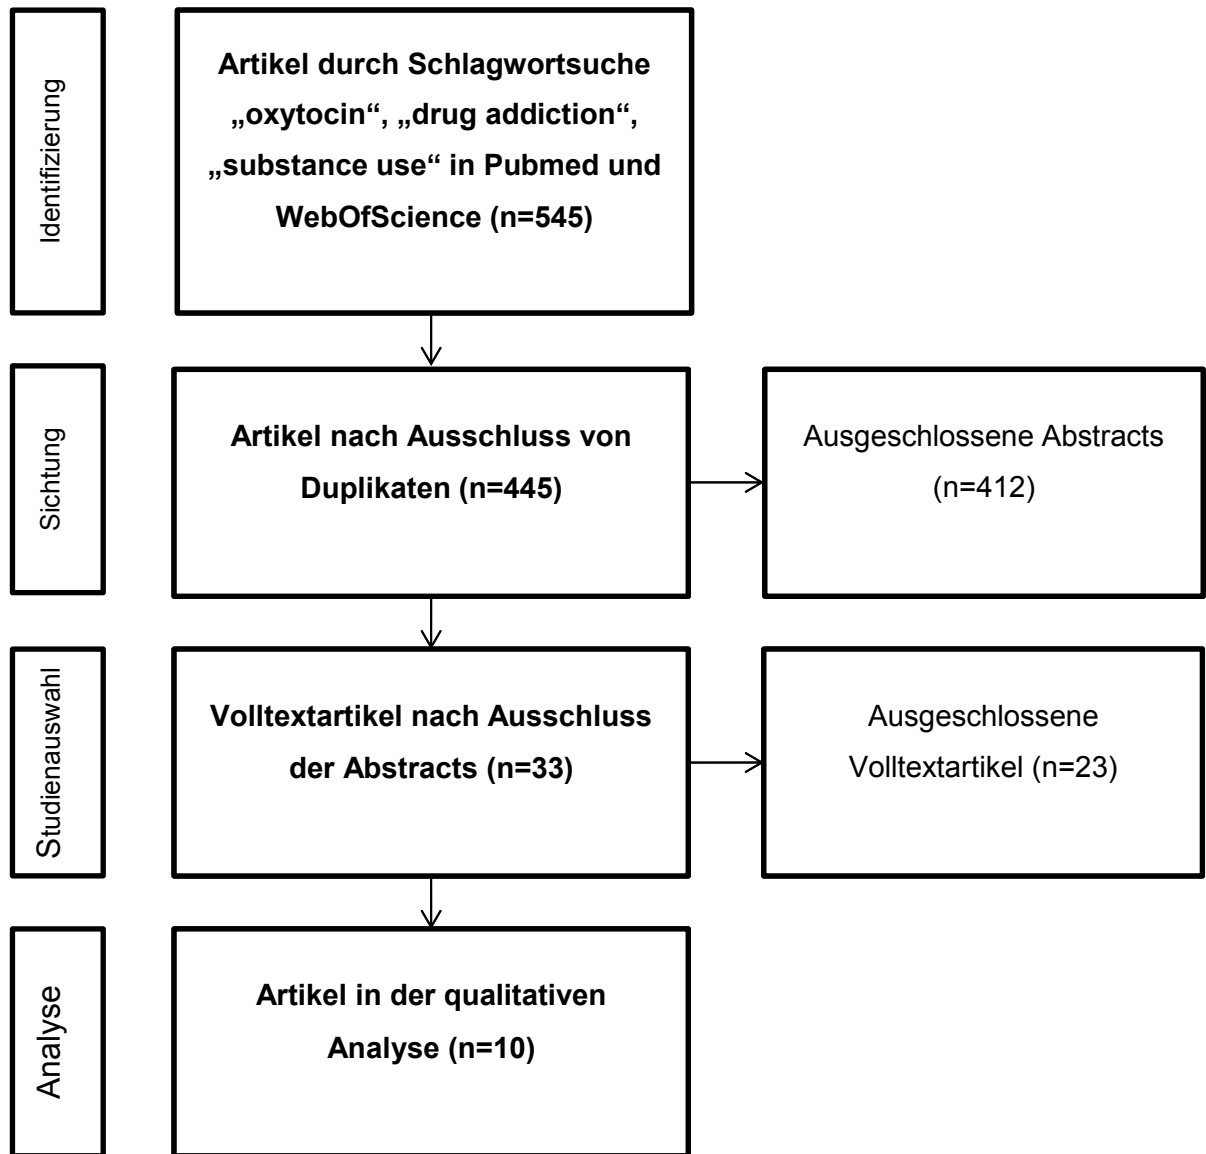 Identifizierung
Artikel durch Schlagwortsuche
„oxytocin“, „drug addiction“,
„substance use“ in Pubmed und
WebOfScience (n=545)
Sichtung
Artikel nach Ausschluss von
Duplikaten (n=445)
Ausgeschlossene Abstracts
(n=412)
Studienauswahl
Volltextartikel nach Ausschluss
der Abstracts (n=33)
Ausgeschlossene
Volltextartikel (n=23)
Analyse
Artikel in der qualitativen
Analyse (n=10)